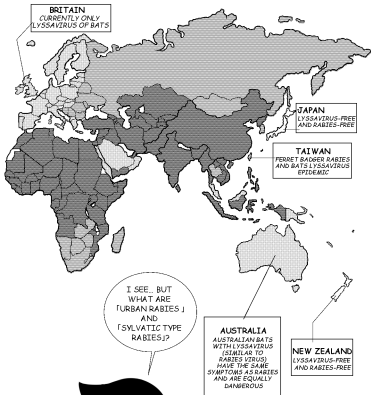 BRITAIN
CURRENTLY ONLY
LYSSAVIRUS OF BATS
JAPAN
LYSSAVIRUS-FREE
AND RABIES-FREE
TAIWAN
FERRET BADGER RABIES
AND BATS LYSSAVIRUS
EPIDEMIC
I SEE... BUT
WHAT ARE
「URBAN RABIES」
AND
「SYLVATIC TYPE
RABIES」?
AUSTRALIA
AUSTRALIAN BATS
WITH LYSSAVIRUS
(SIMILAR TO
RABIES VIRUS)
HAVE THE SAME
SYMPTOMS AS RABIES
AND ARE EQUALLY
DANGEROUS
NEW ZEALAND
LYSSAVIRUS-FREE
AND RABIES-FREE